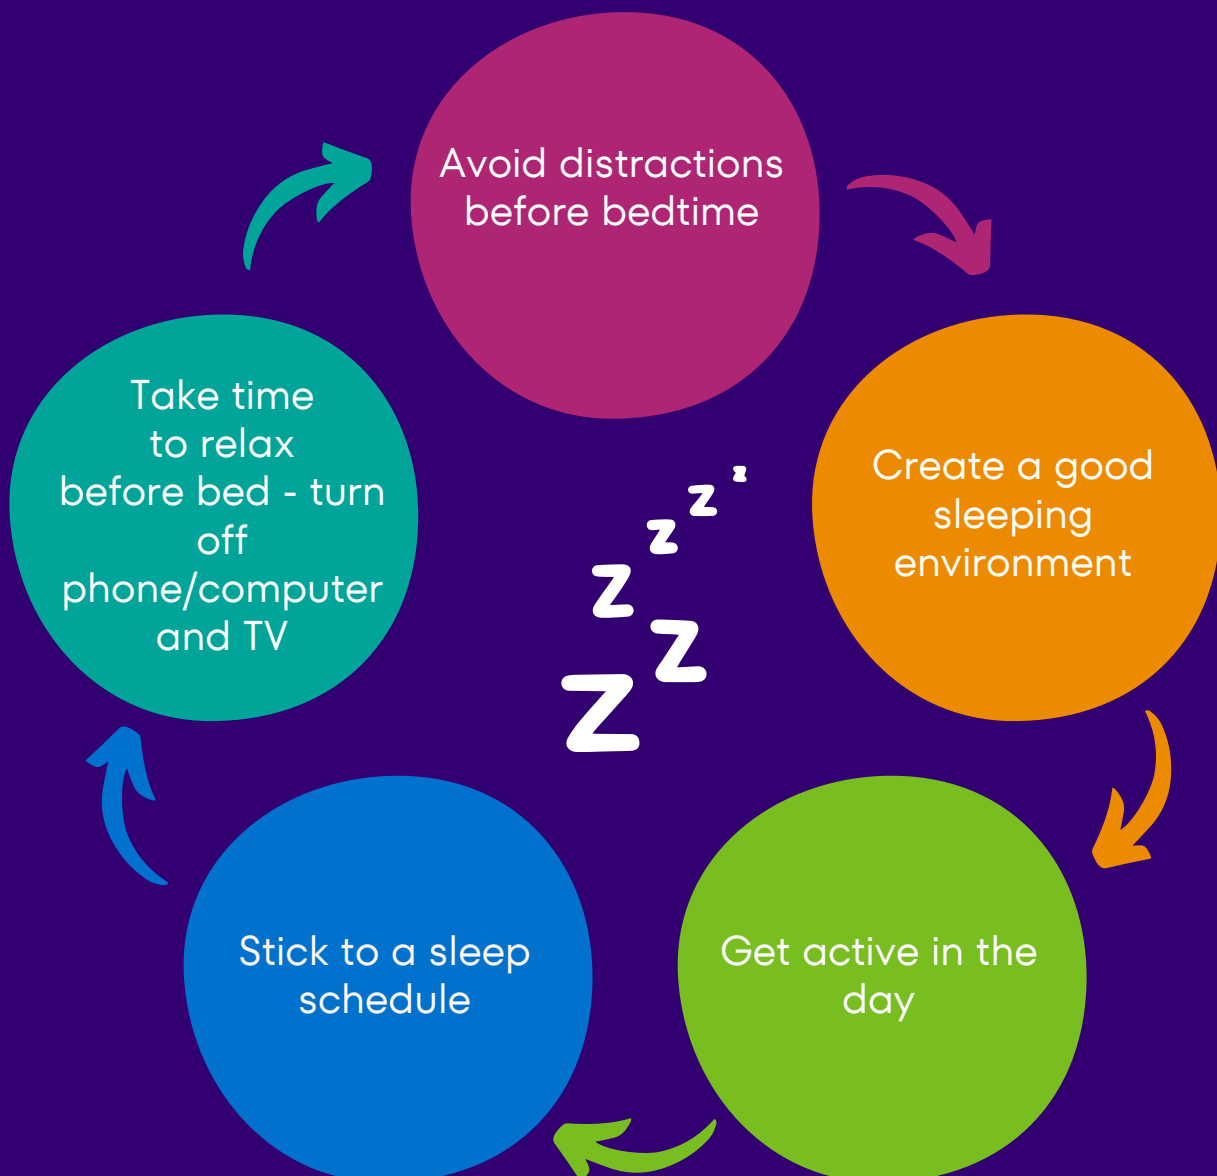 Avoid distractions
before bedtime
Create a good
sleeping
environment
Get active in the
day
Stick to a sleep
schedule
Take time
to relax
before bed - turn
off
phone/computer
and TV
z
z
z
z
z
z